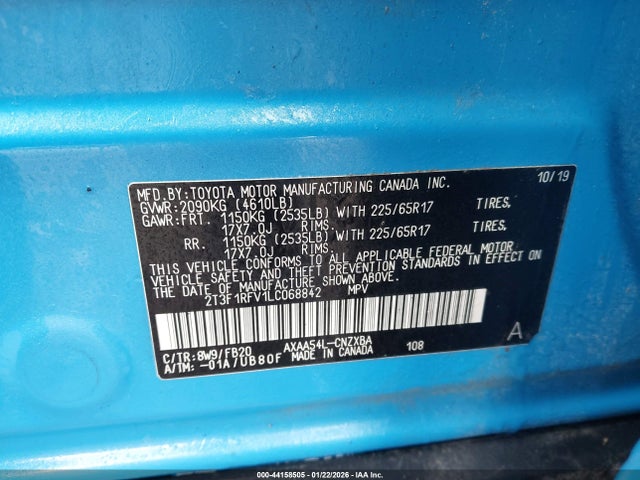 MFD. BY: TOYOTA MOTOR MANUFACTURING CANADA INC. 10/19
GVWR: 2090KG (4610LB)
GAWR: FRT. 1150KG (2535LB) WITH 225/65R17 TIRES,
17X7.0J RIMS.
RR. 1150KG (2535LB) WITH 225/65R17 TIRES,
17X7.0J RIMS.
THIS VEHICLE CONFORMS TO ALL APPLICABLE FEDERAL MOTOR
VEHICLE SAFETY AND THEFT PREVENTION STANDARDS IN EFFECT ON
THE DATE OF MANUFACTURE SHOWN ABOVE.
2T3F1RFV1LC068842 MPV
A
C/TR: 8W9/FB20 AXAA54L-CNZXBA 108
A/TM: -01A/UB80F MADE IN CANADA
000-44158505 - 01/22/2026 - IAA Inc.